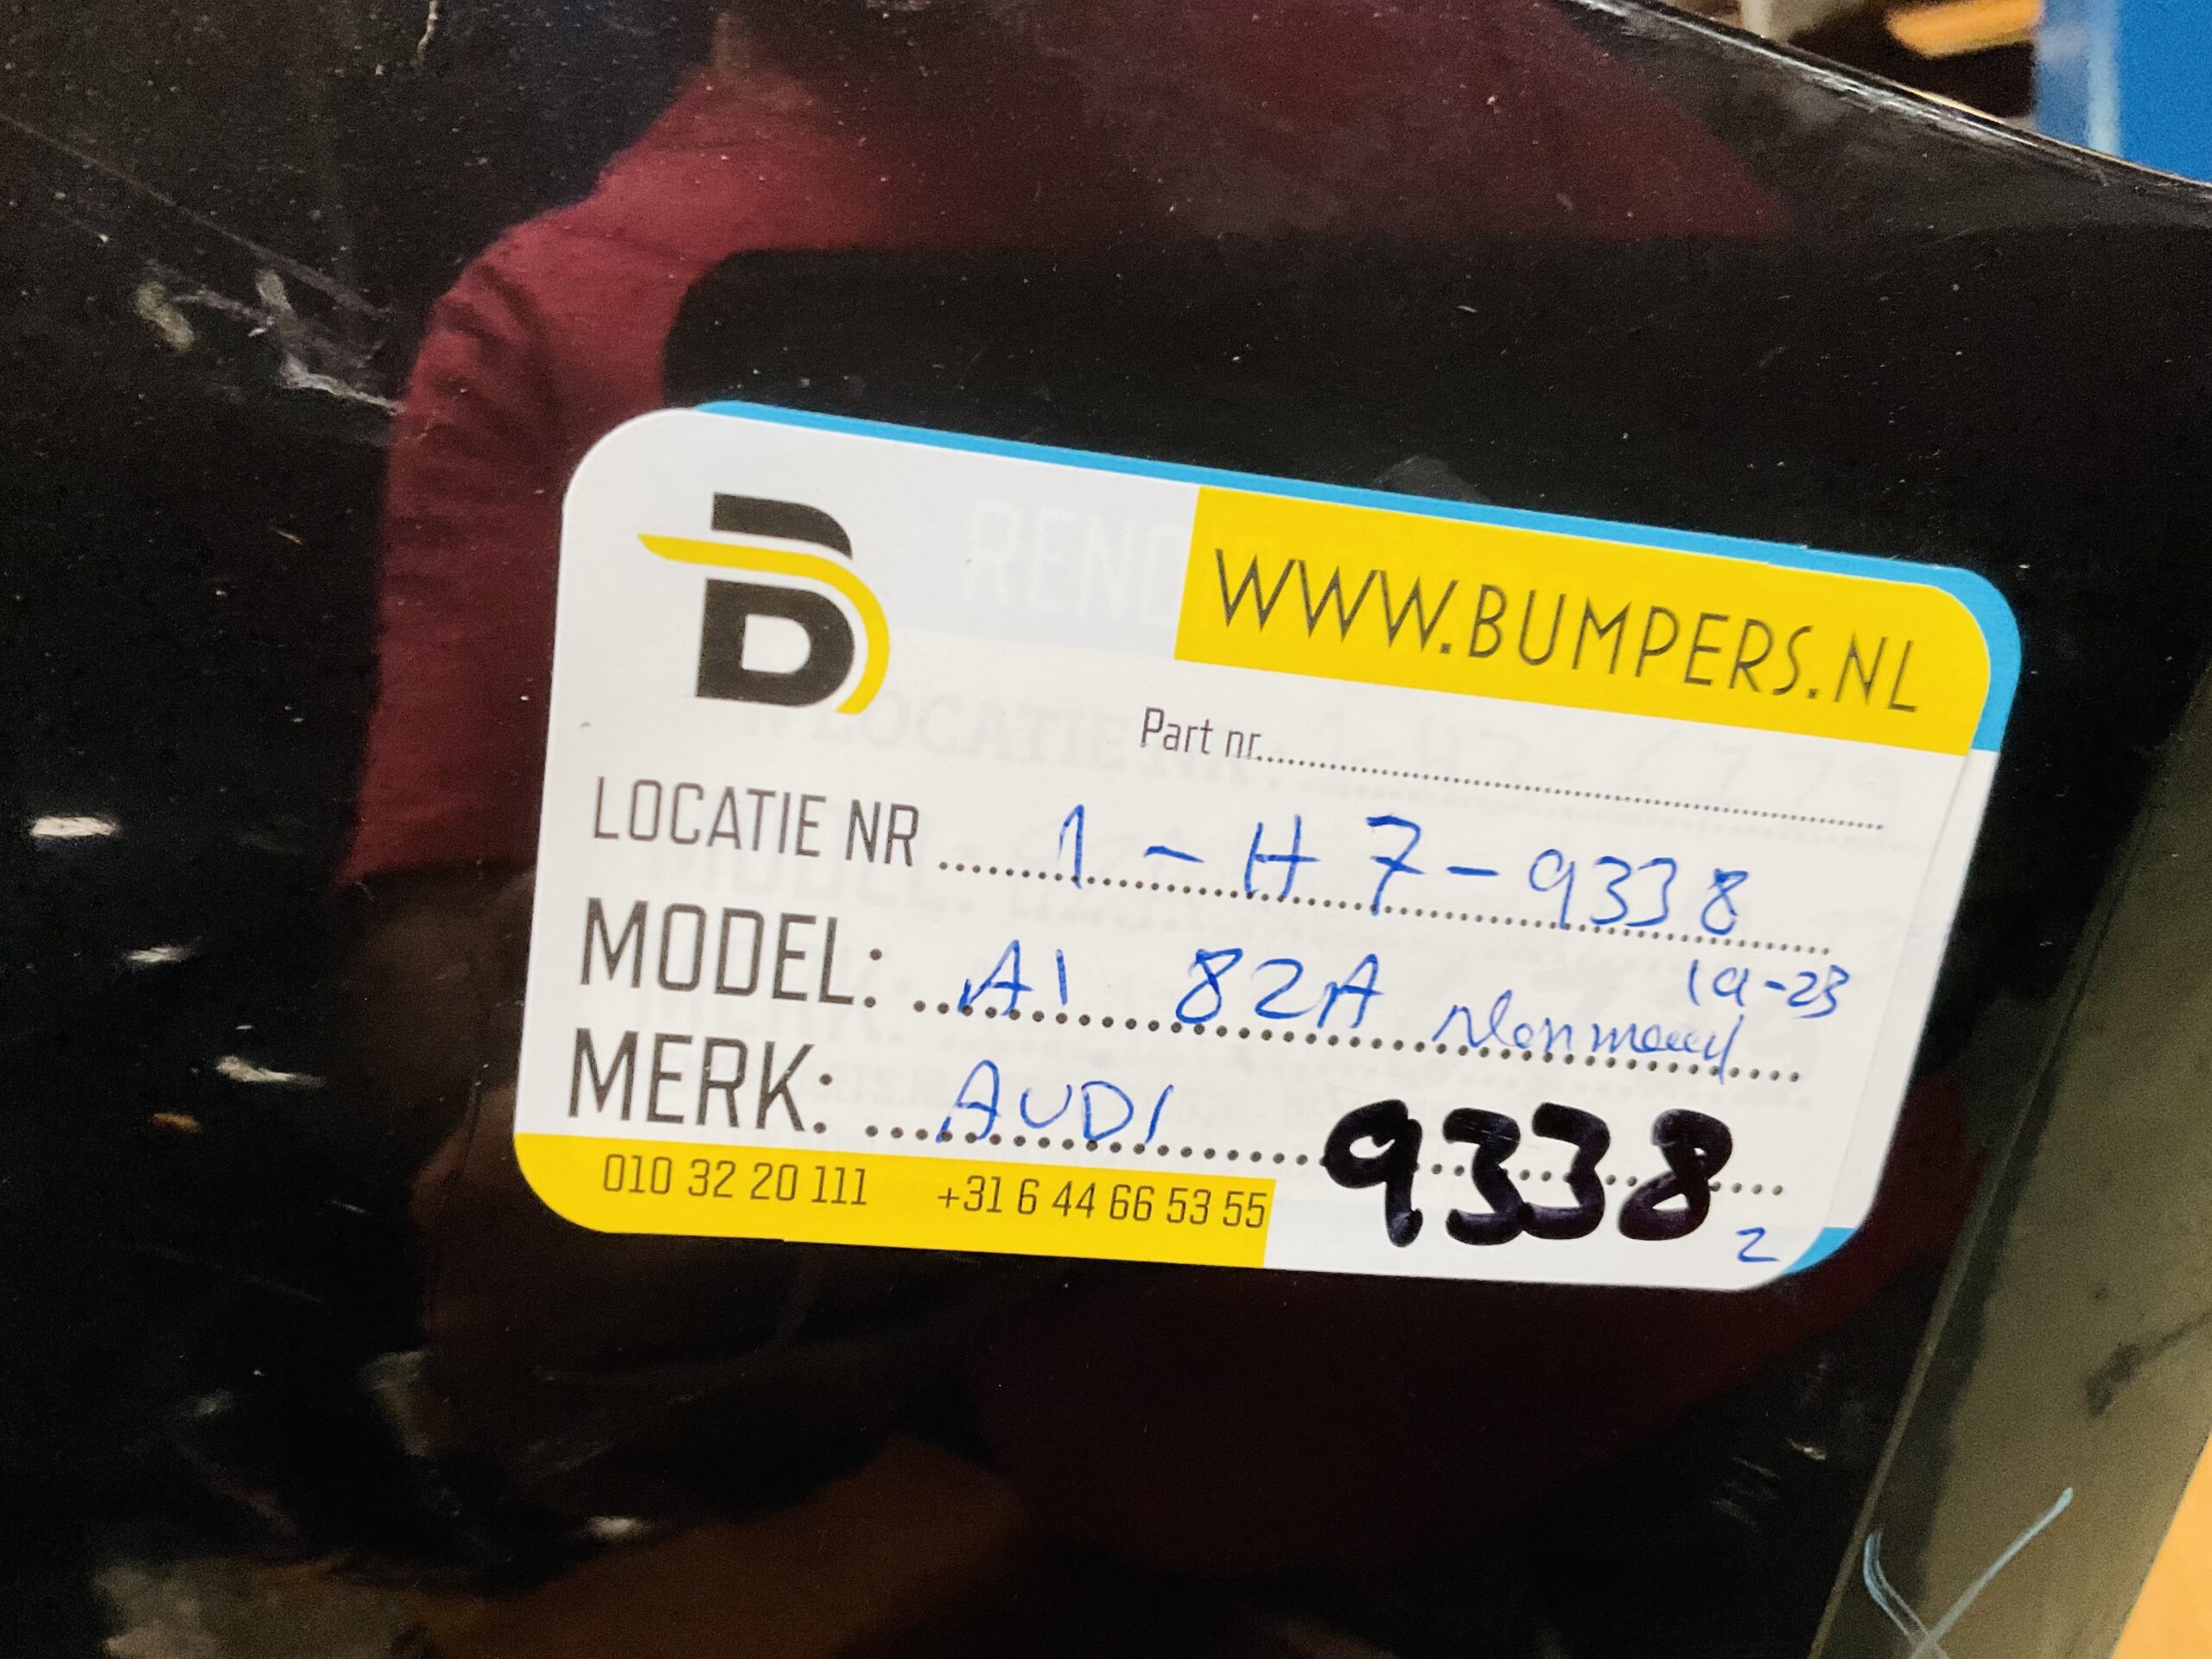 WWW.BUMPERS.NL
Part nr.
LOCATIE NR 1-H7-9338
MODEL: A1 82A 19-23
MERK: AUDI
9338
2
010 32 20 111 +31 6 44 66 53 55